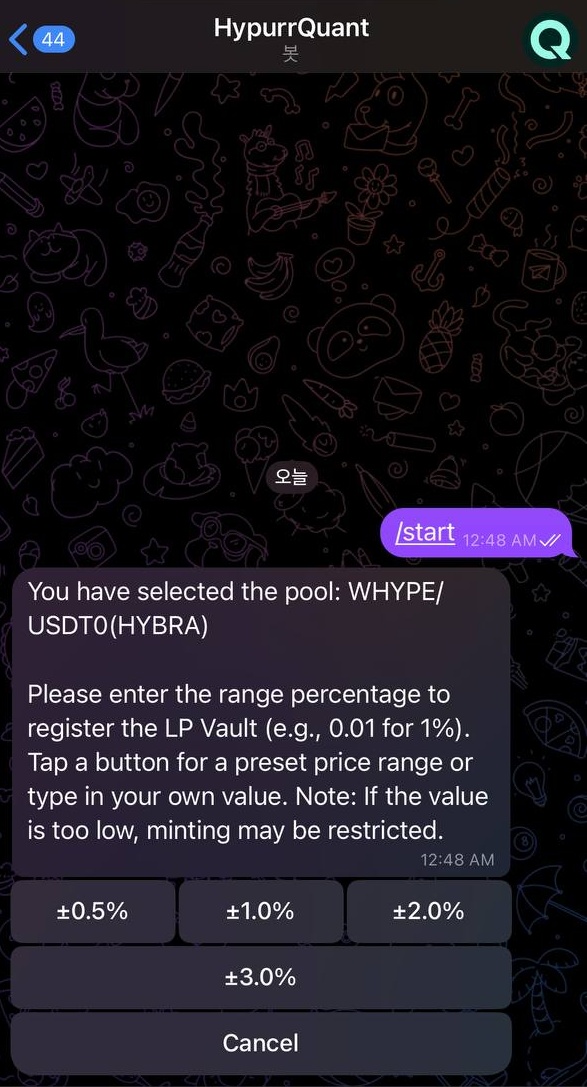 44
HypurrQuant
봇
오늘
/start 12:48 AM
You have selected the pool: WHYPE/
USDT0(HYBRA)
Please enter the range percentage to
register the LP Vault (e.g., 0.01 for 1%).
Tap a button for a preset price range or
type in your own value. Note: If the value
is too low, minting may be restricted.
12:48 AM
±0.5% ±1.0% ±2.0%
±3.0%
Cancel